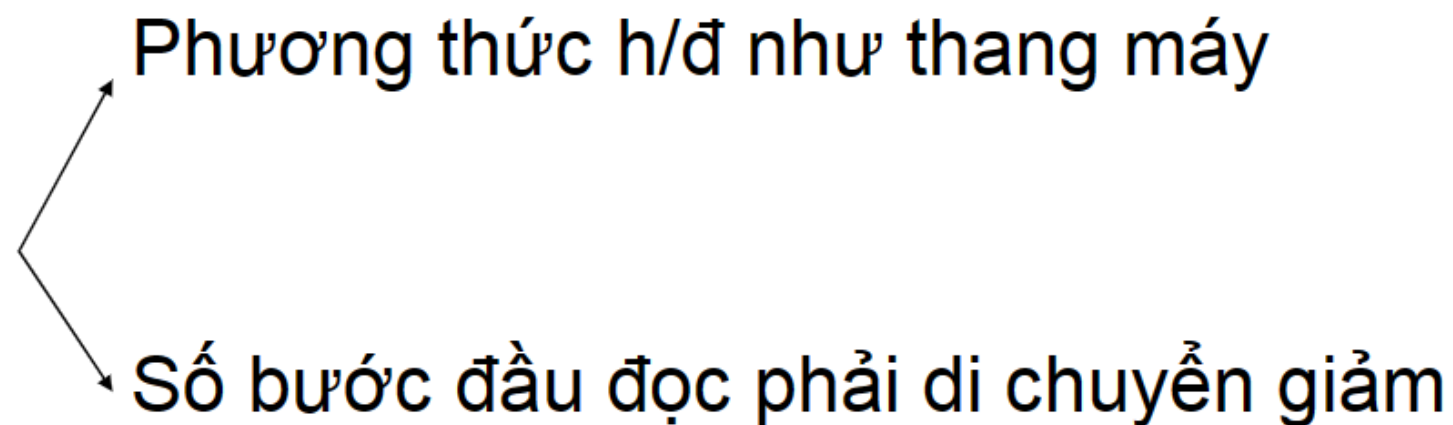 Phương thức h/đ như thang máy
Số bước đầu đọc phải di chuyển giảm